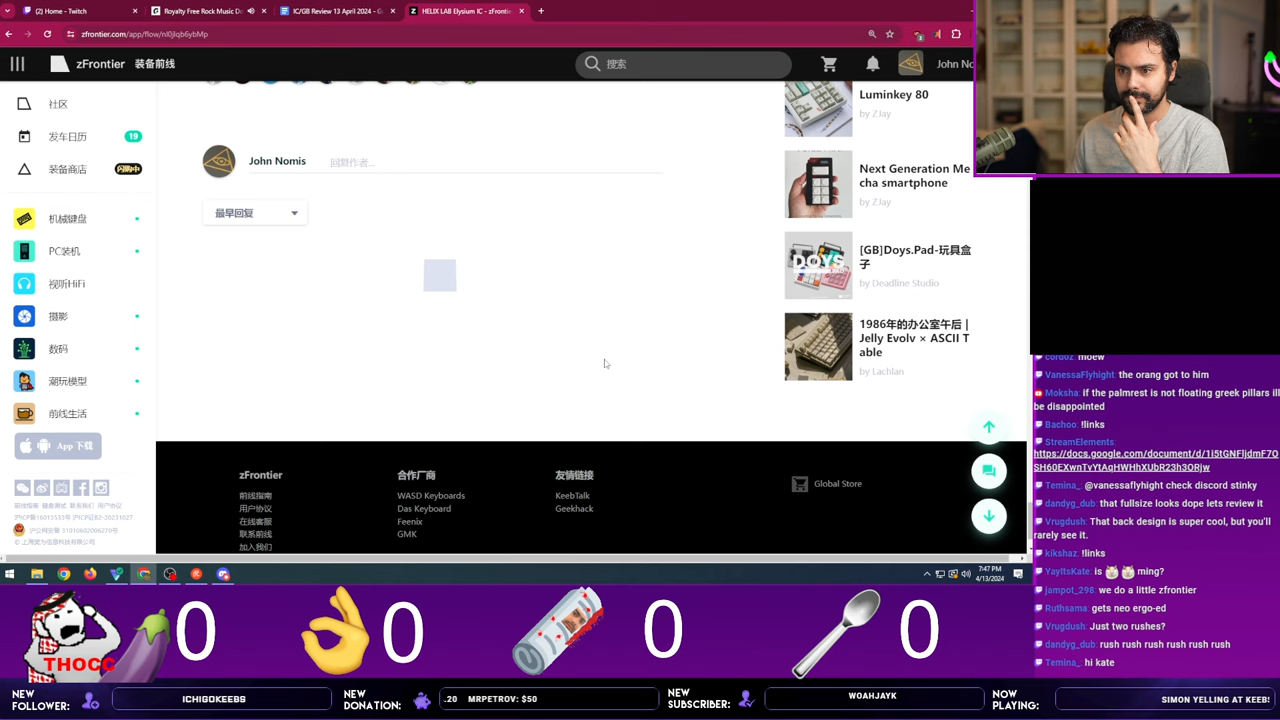 (2) Home - Twitch
Royalty Free Rock Music D
IC/GB Review 13 April 2024 - G
HELIX LAB Elysium IC - zFrontie
zfrontier.com/app/flow/nl0jlqb6ybMp
zFrontier 装备前线
搜索
John No
社区
发车日历 19
装备商店 闪购中
机械键盘
PC装机
视听HiFi
摄影
数码
潮玩模型
前线生活
App 下载
John Nomis
回复作者...
最早回复
Luminkey 80
by ZJay
Next Generation Me
cha smartphone
by ZJay
[GB]Doys.Pad-玩具盒
子
by Deadline Studio
DOYS
1986年的办公室午后 |
Jelly Evolv × ASCII T
able
by Lachlan
zFrontier
前线指南
用户协议
在线客服
联系前线
加入我们
合作厂商
WASD Keyboards
Das Keyboard
Feenix
GMK
友情链接
KeebTalk
Geekhack
Global Store
7:47 PM
4/13/2024
cordoz: moew
VanessaFlyhight: the orang got to him
Moksha: if the palmrest is not floating greek pillars ill
be disappointed
Bachoo: !links
StreamElements:
https://docs.google.com/document/d/1i5tGNFljdmF7O
SH60EXwnTvYtAqHWHhXUbR23h3ORjw
Temina_: @vanessaflyhight check discord stinky
dandyg_dub: that fullsize looks dope lets review it
Vrugdush: That back design is super cool, but you'll
rarely see it.
kikshaz: !links
YayItsKate: is ming?
jampot_298: we do a little zfrontier
Ruthsama: gets neo ergo-ed
Vrugdush: Just two rushes?
dandyg_dub: rush rush rush rush rush rush
Temina_: hi kate
THOCC
0
0
0
0
NEW
FOLLOWER:
ICHIGOKEEBS
NEW
DONATION:
.20 MRPETROV: $50
NEW
SUBSCRIBER:
WOAHJAYK
NOW
PLAYING:
SIMON YELLING AT KEEB!